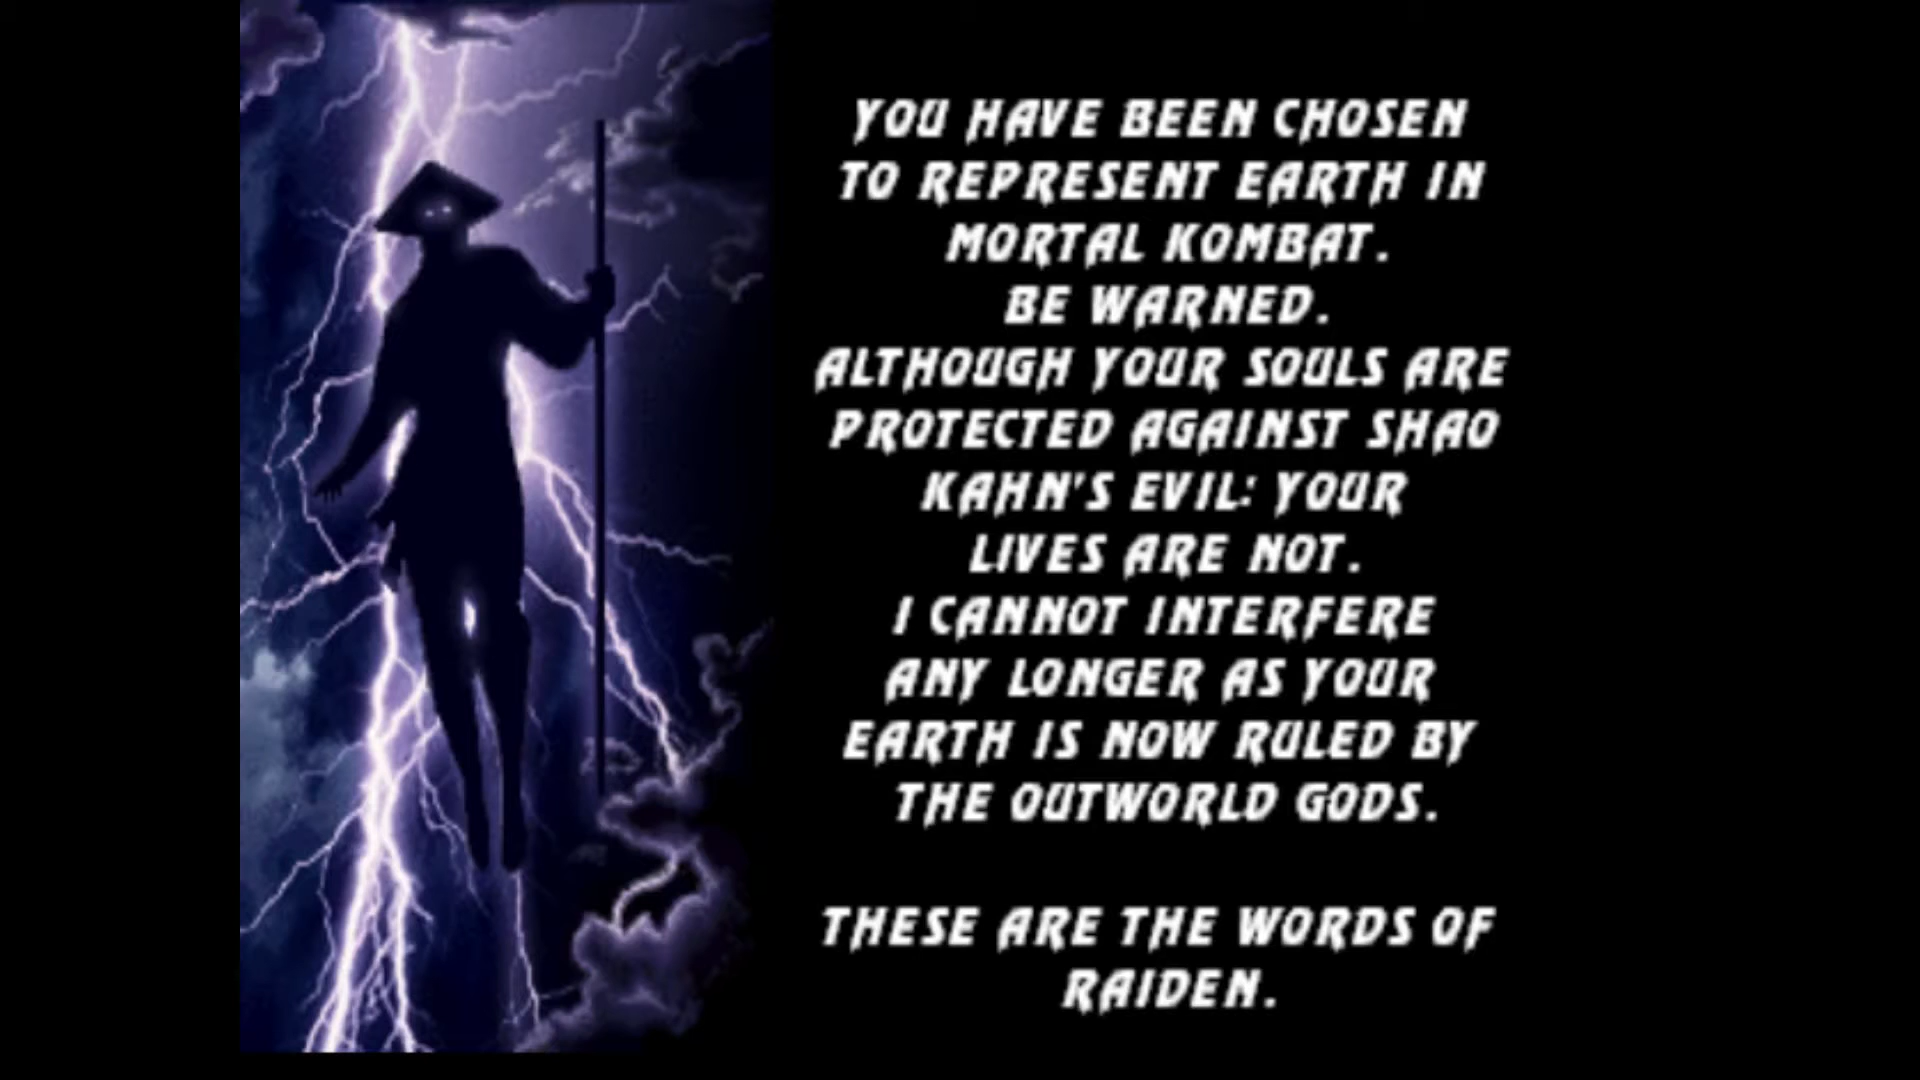 YOU HAVE BEEN CHOSEN
TO REPRESENT EARTH IN
MORTAL KOMBAT.
BE WARNED.
ALTHOUGH YOUR SOULS ARE
PROTECTED AGAINST SHAO
KAHN'S EVIL: YOUR
LIVES ARE NOT.
I CANNOT INTERFERE
ANY LONGER AS YOUR
EARTH IS NOW RULED BY
THE OUTWORLD GODS.
THESE ARE THE WORDS OF
RAIDEN.